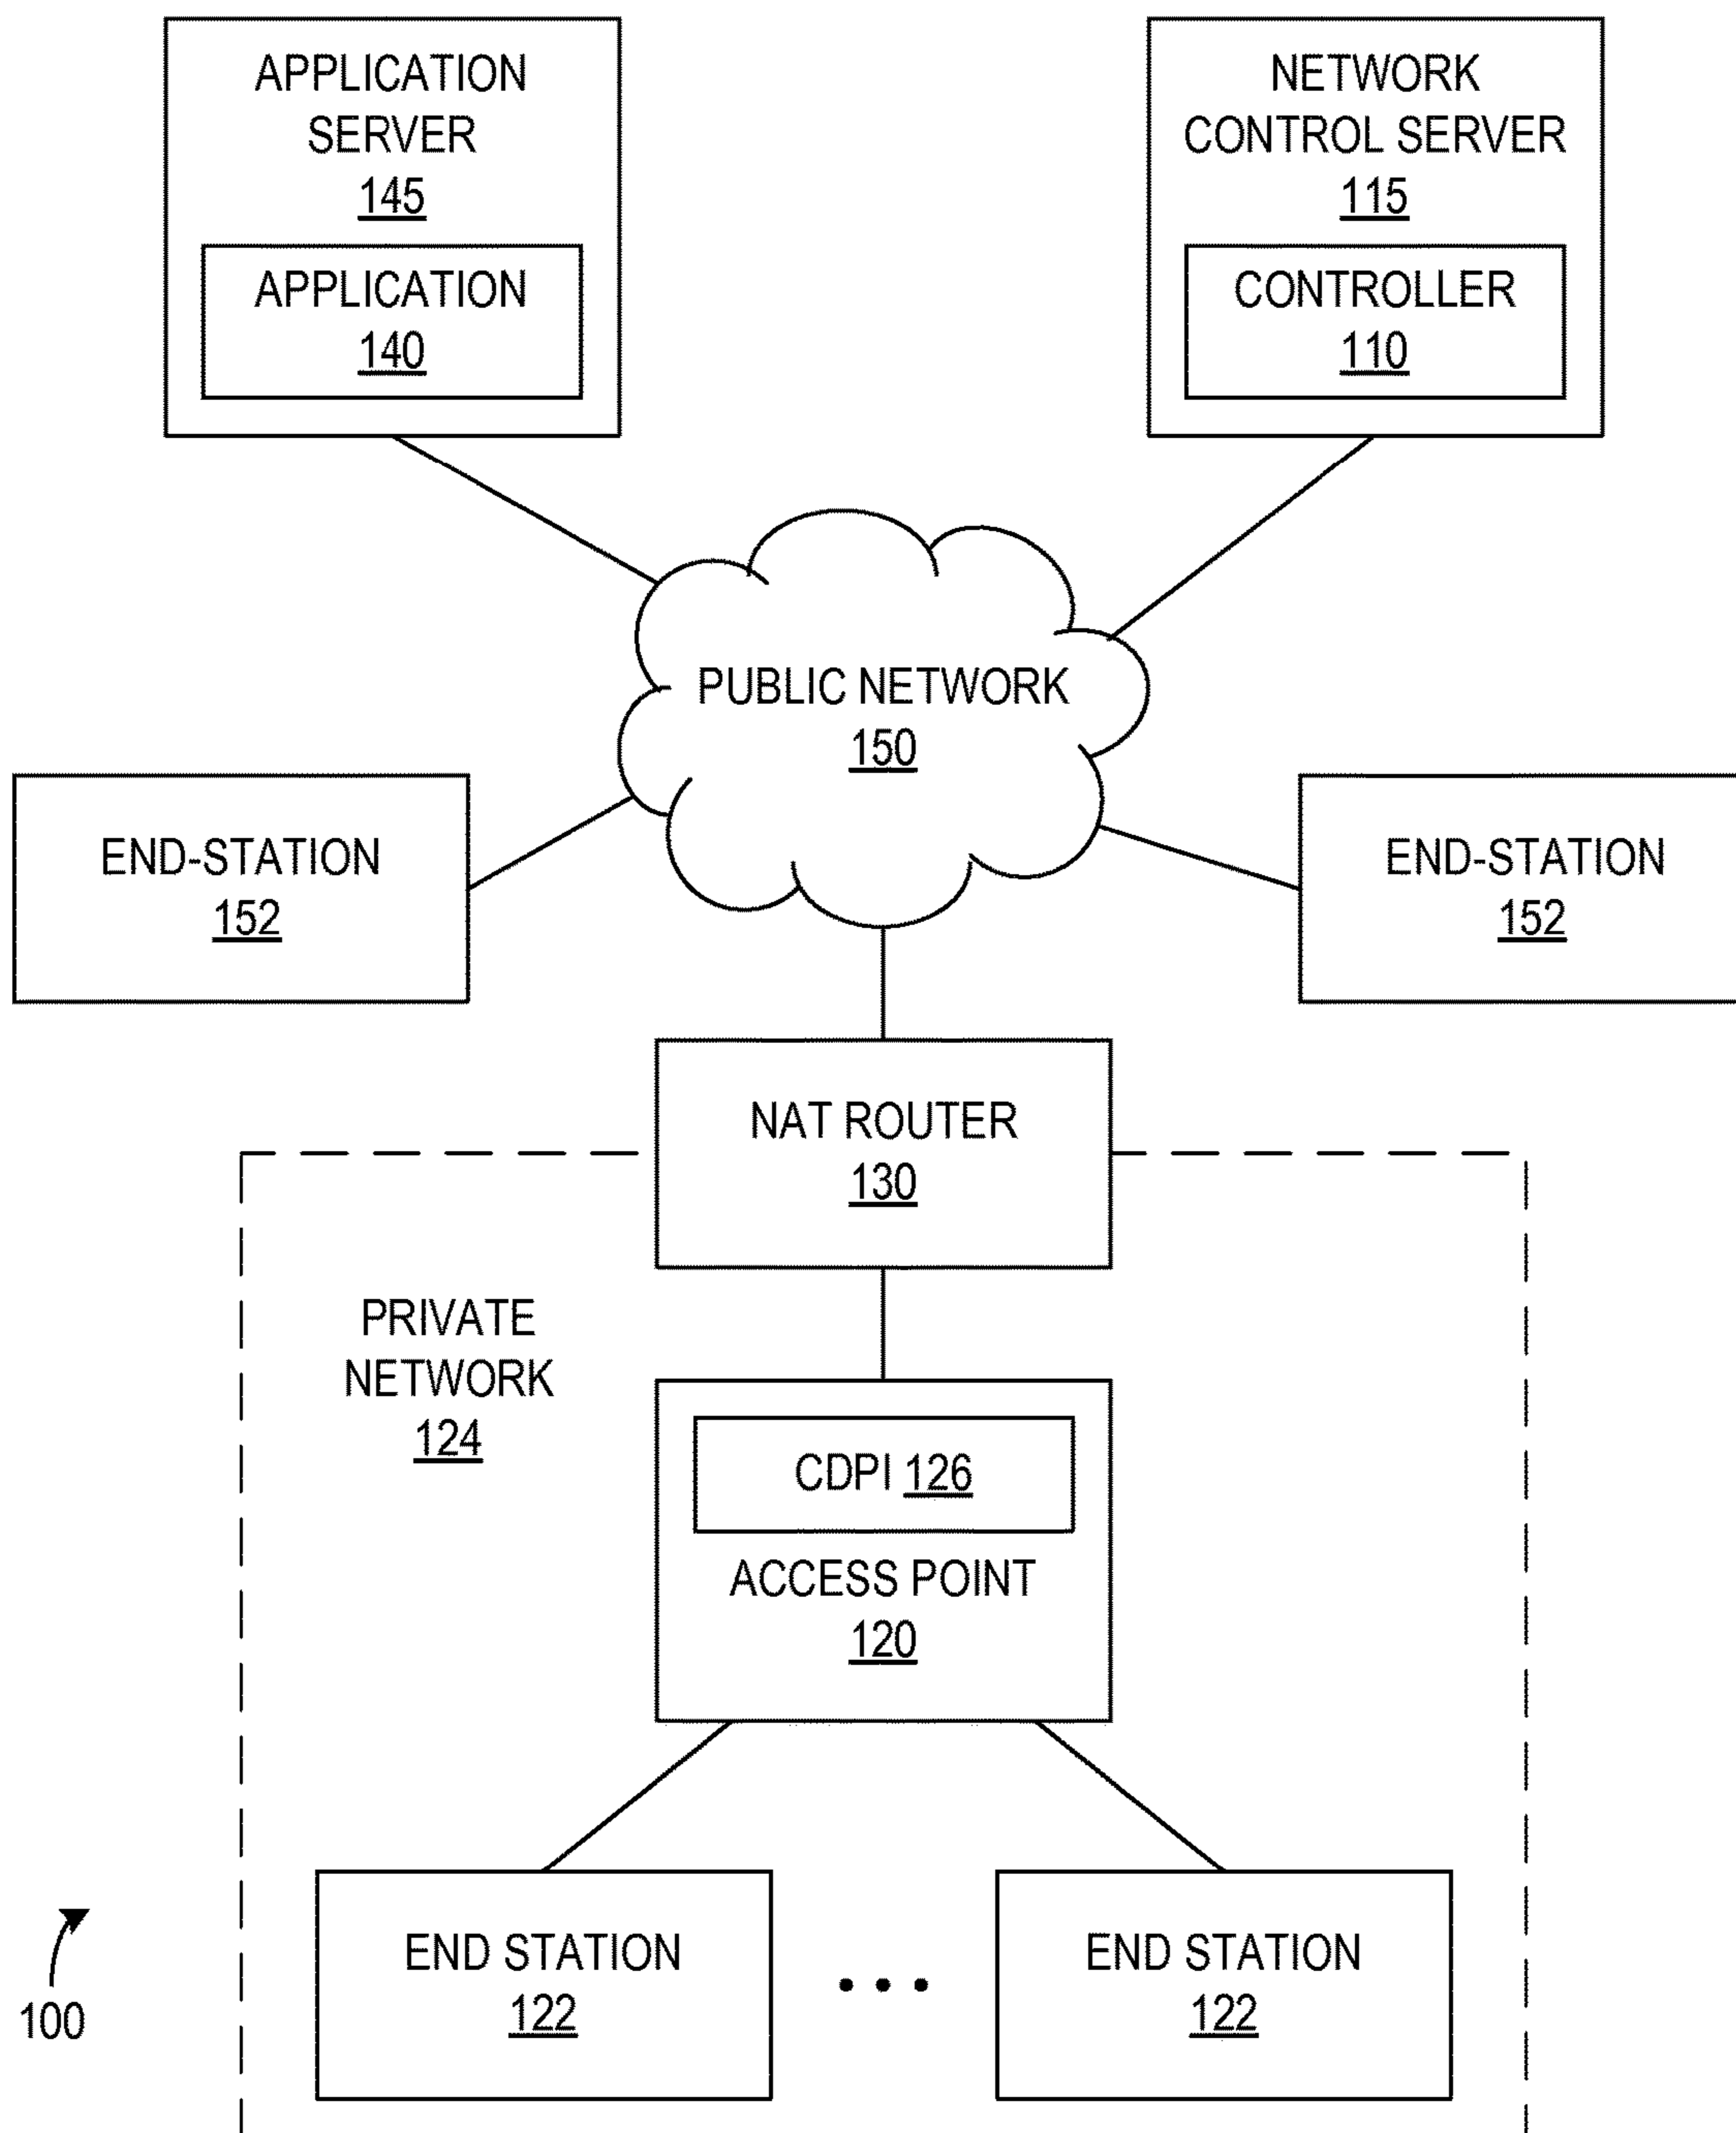 APPLICATION
SERVER
145
APPLICATION
140
NETWORK
CONTROL SERVER
115
CONTROLLER
110
PUBLIC NETWORK
150
END-STATION
152
END-STATION
152
NAT ROUTER
130
PRIVATE
NETWORK
124
CDPI 126
ACCESS POINT
120
END STATION
122
...
END STATION
122
100